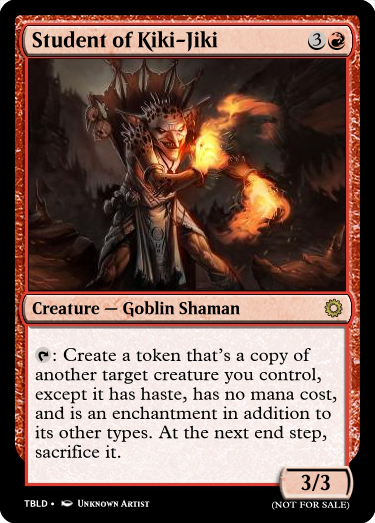 Student of Kiki-Jiki 3
Creature — Goblin Shaman
: Create a token that's a copy of
another target creature you control,
except it has haste, has no mana cost,
and is an enchantment in addition to
its other types. At the next end step,
sacrifice it.
3/3
TBLD • Unknown Artist
(NOT FOR SALE)